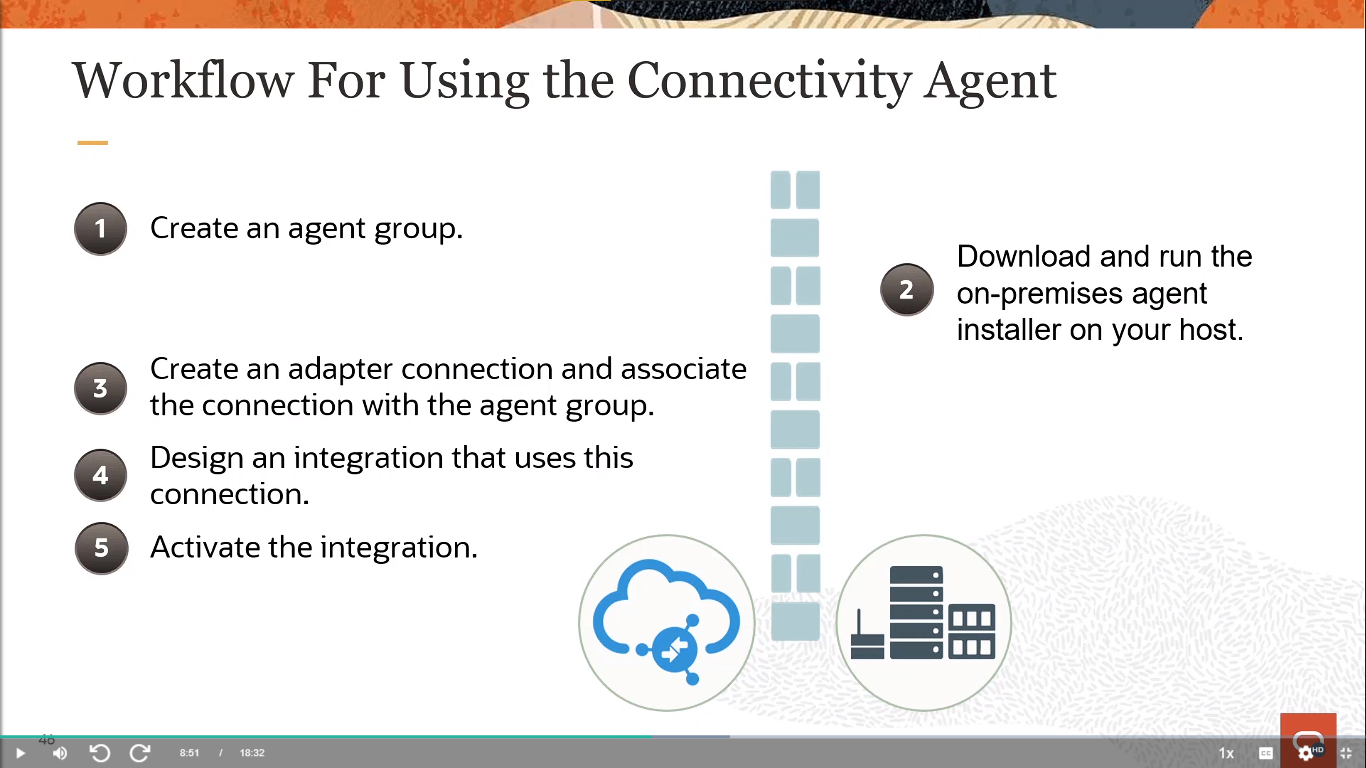 Workflow For Using the Connectivity Agent
1
Create an agent group.
2
Download and run the
on-premises agent
installer on your host.
3
Create an adapter connection and associate
the connection with the agent group.
4
Design an integration that uses this
connection.
5
Activate the integration.
46
8:51 / 18:32
1x
CC
HD